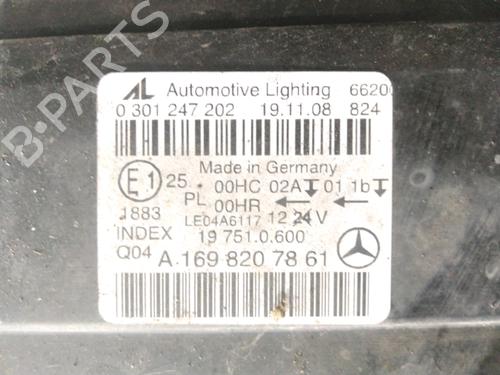 B-PARTS
AL Automotive Lighting 6620
0 301 247 202 19.11.08 824
Made in Germany
E1 25 00HC 02A 01 1b
PL 00HR ← ←
1883 LE04A6117 12 24 V
INDEX 19 751.0.600
Q04 A 169 820 78 61